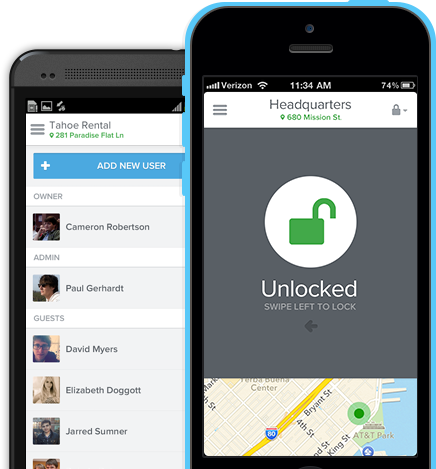 Tahoe Rental
281 Paradise Flat Ln
+ ADD NEW USER
OWNER
Cameron Robertson
ADMIN
Paul Gerhardt
GUESTS
David Myers
Elizabeth Doggott
Jarred Sumner
Verizon
11:34 AM
74%
Headquarters
680 Mission St.
Unlocked
SWIPE LEFT TO LOCK
Yerba Buena
Center
Bryant St
Bryant St
80
King St
AT&T Park